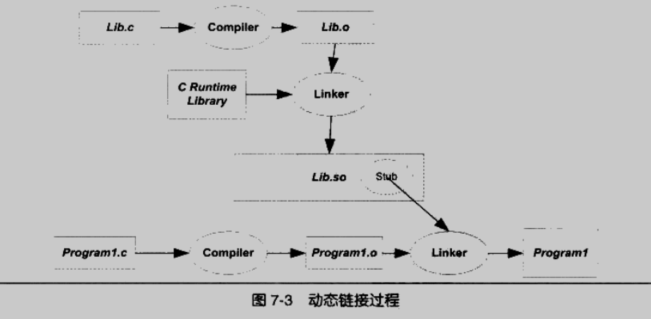 Lib.c
Compiler
Lib.o
C Runtime
Library
Linker
Lib.so
Stub
Program1.c
Compiler
Program1.o
Linker
Program1
图 7-3 动态链接过程